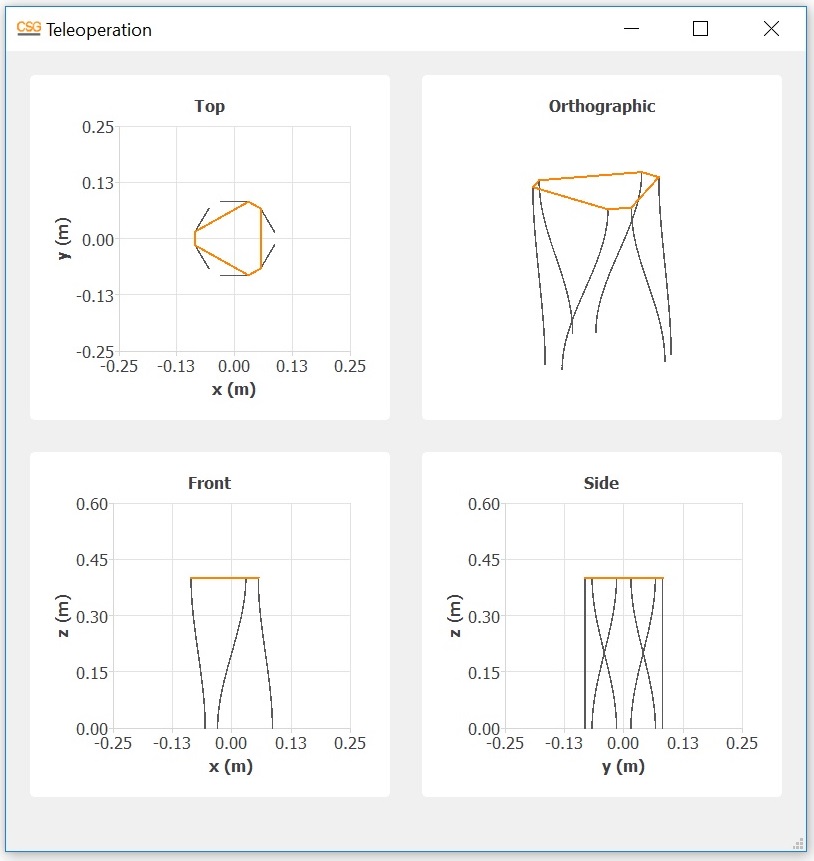 CSG Teleoperation
Top
0.25
0.13
0.00
-0.13
-0.25
y (m)
-0.25 -0.13 0.00 0.13 0.25
x (m)
Orthographic
Front
0.60
0.45
0.30
0.15
0.00
z (m)
-0.25 -0.13 0.00 0.13 0.25
x (m)
Side
0.60
0.45
0.30
0.15
0.00
z (m)
-0.25 -0.13 0.00 0.13 0.25
y (m)